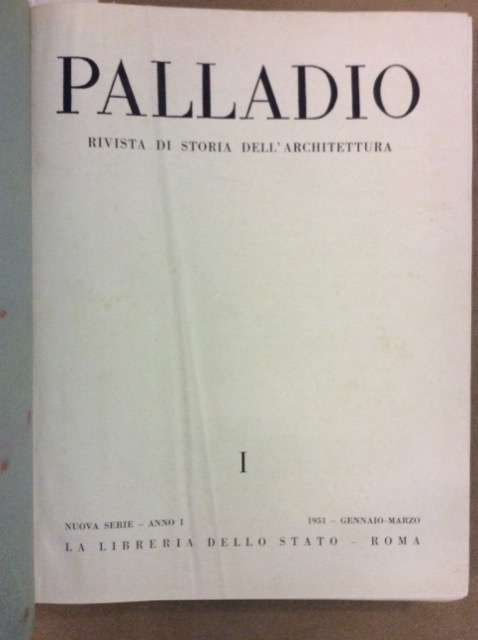 PALLADIO
RIVISTA DI STORIA DELL'ARCHITETTURA
I
NUOVA SERIE – ANNO I 1951 – GENNAIO-MARZO
LA LIBRERIA DELLO STATO – ROMA